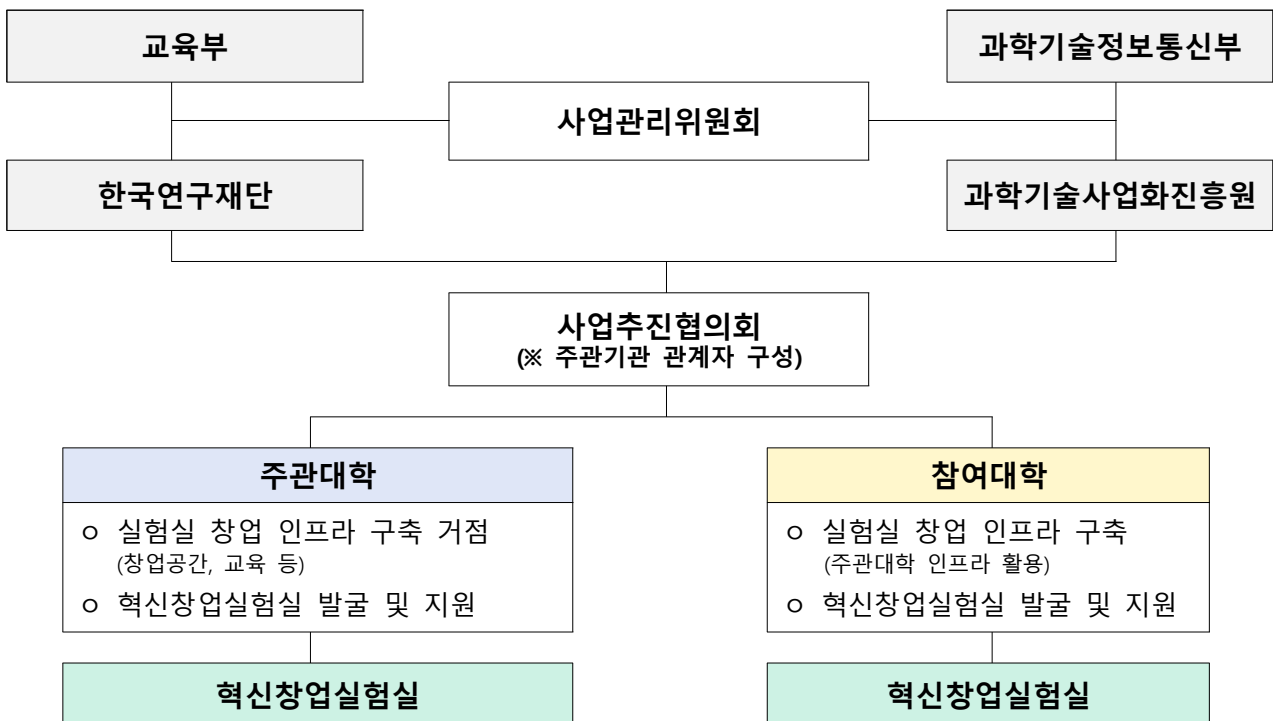 교육부
과학기술정보통신부
사업관리위원회
한국연구재단
과학기술사업화진흥원
사업추진협의회
(※ 주관기관 관계자 구성)
주관대학
o 실험실 창업 인프라 구축 거점
(창업공간, 교육 등)
o 혁신창업실험실 발굴 및 지원
혁신창업실험실
참여대학
o 실험실 창업 인프라 구축
(주관대학 인프라 활용)
o 혁신창업실험실 발굴 및 지원
혁신창업실험실